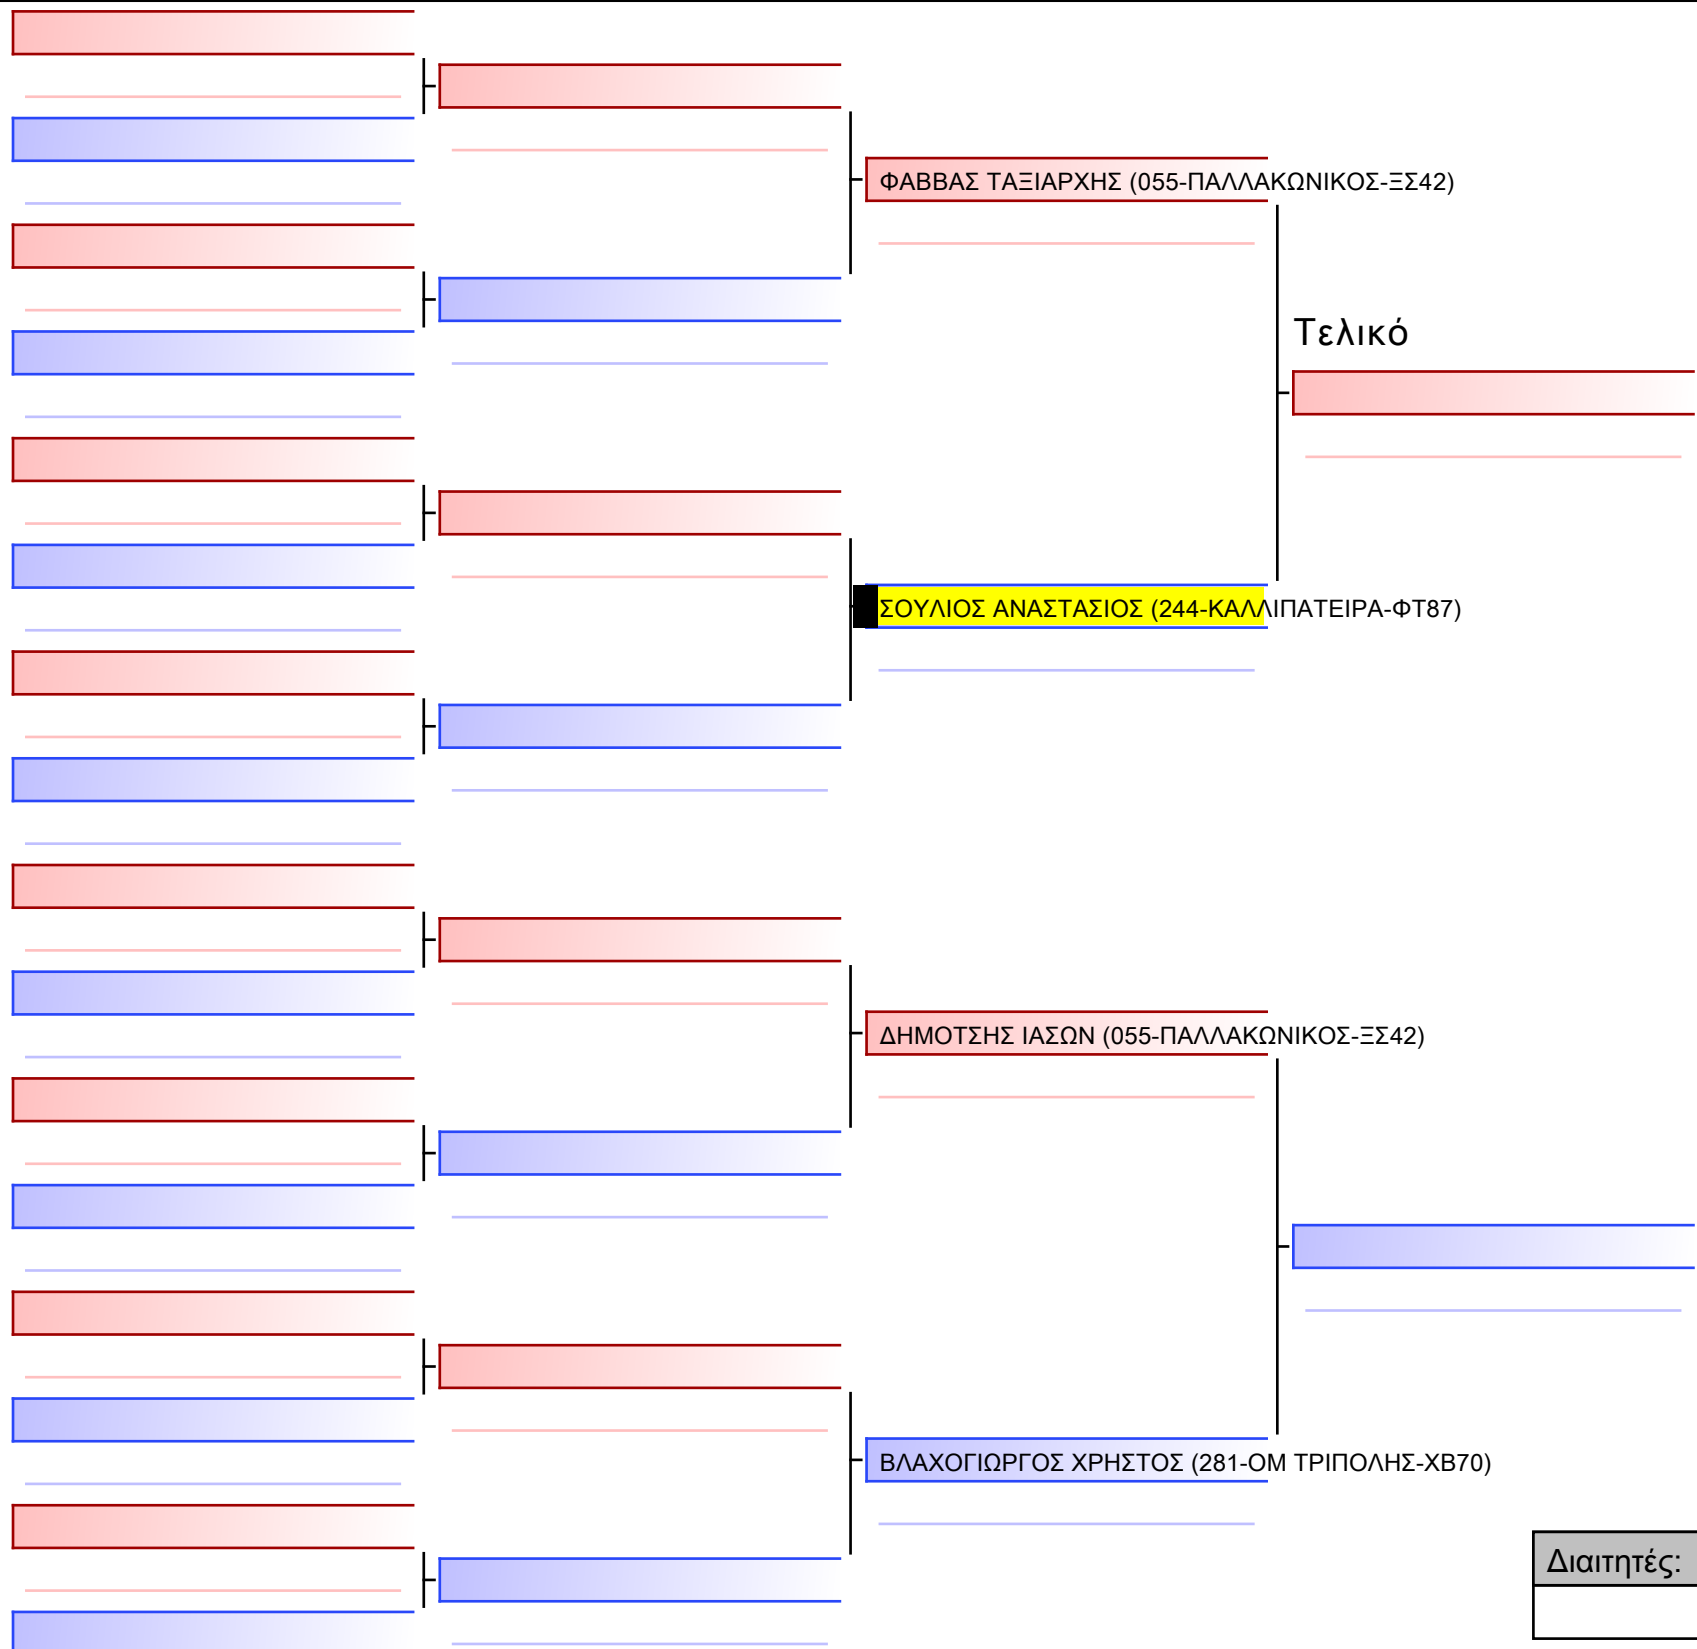 ΦΑΒΒΑΣ ΤΑΞΙΑΡΧΗΣ (055-ΠΑΛΛΑΚΩΝΙΚΟΣ-ΞΣ42)
Τελικό
ΣΟΥΛΙΟΣ ΑΝΑΣΤΑΣΙΟΣ (244-ΚΑΛΛΙΠΑΤΕΙΡΑ-ΦΤ87)
ΔΗΜΟΤΣΗΣ ΙΑΣΩΝ (055-ΠΑΛΛΑΚΩΝΙΚΟΣ-ΞΣ42)
ΒΛΑΧΟΓΙΩΡΓΟΣ ΧΡΗΣΤΟΣ (281-ΟΜ ΤΡΙΠΟΛΗΣ-ΧΒ70)
Διαιτητές: